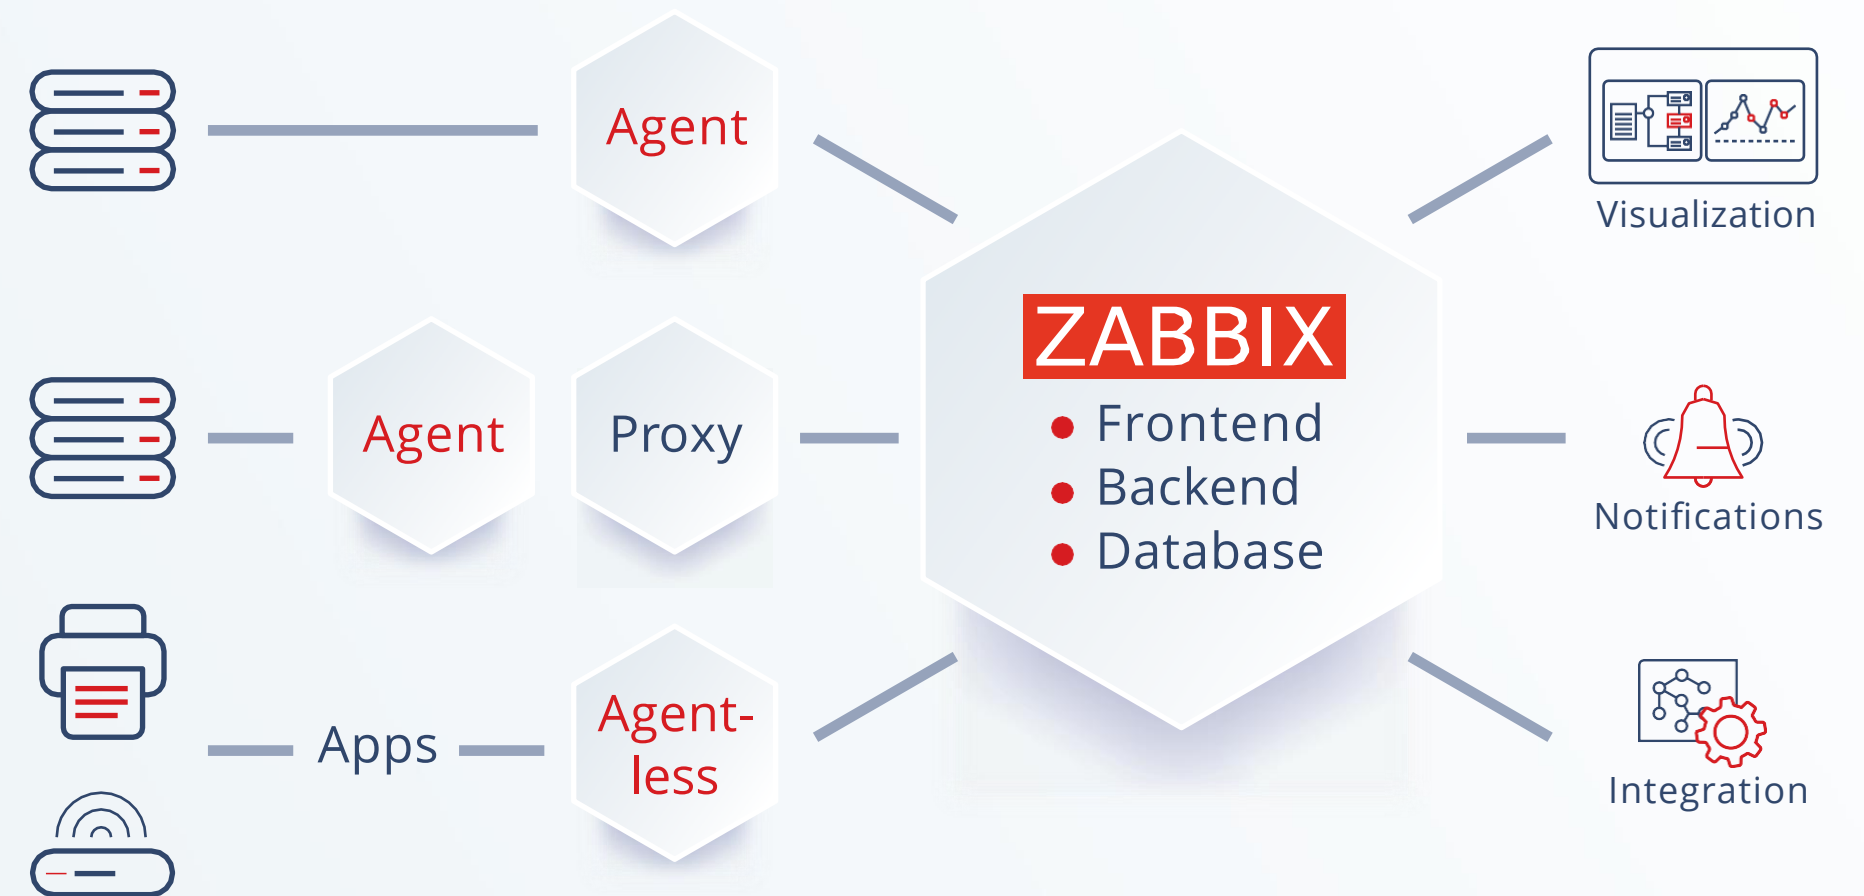 Agent
Visualization
ZABBIX
Agent
Proxy
Frontend
Backend
Database
Notifications
Apps
Agent-
less
Integration